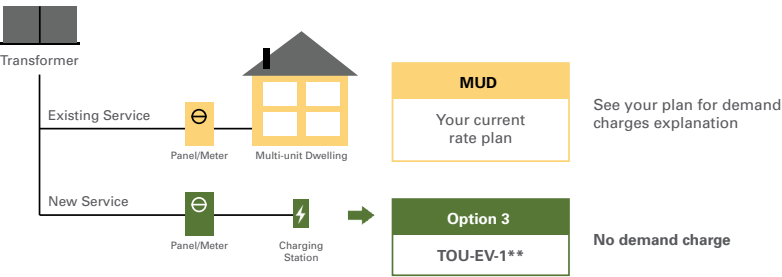 Transformer
Existing Service
Panel/Meter
Multi-unit Dwelling
MUD
Your current
rate plan
See your plan for demand
charges explanation
New Service
Panel/Meter
Charging
Station
Option 3
TOU-EV-1**
No demand charge